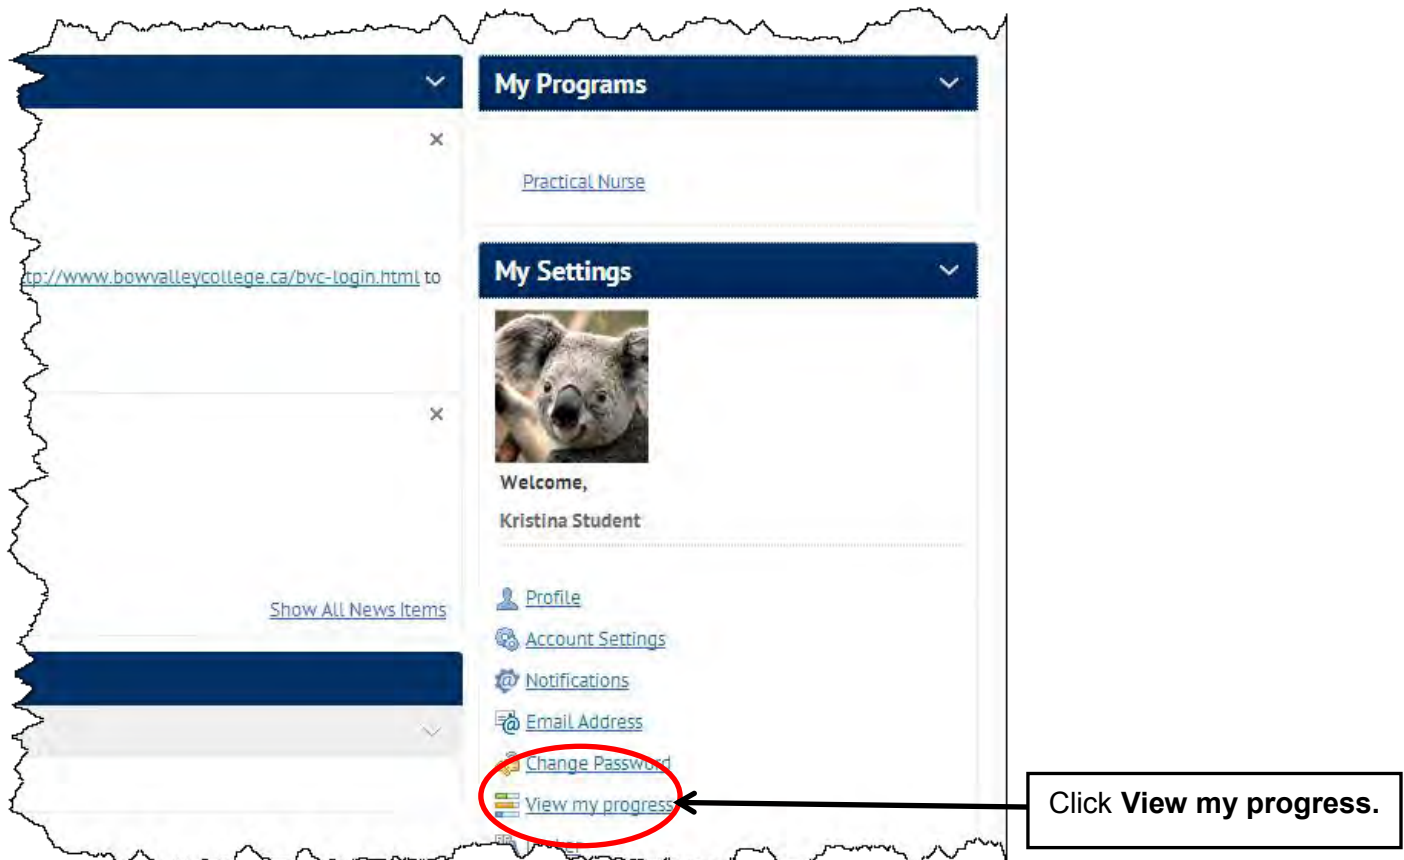 My Programs
Practical Nurse
tp://www.bowvalleycollege.ca/bvc-login.html to
My Settings
Welcome,
Kristina Student
Show All News Items
Profile
Account Settings
Notifications
Email Address
Change Password
View my progress
Click View my progress.